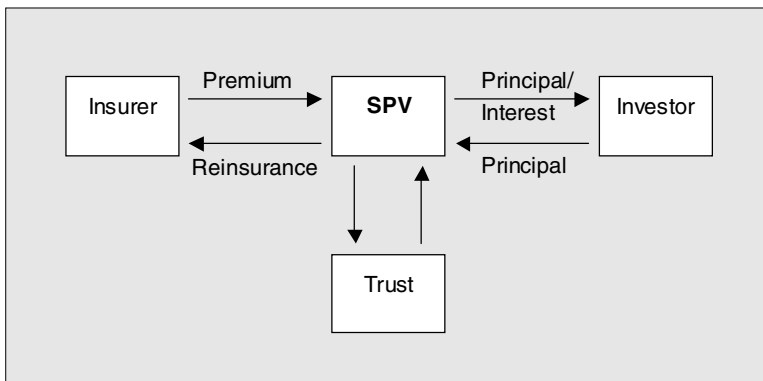 Premium
Principal/
Insurer
SPV
Interest
Investor
Reinsurance
Principal
Trust